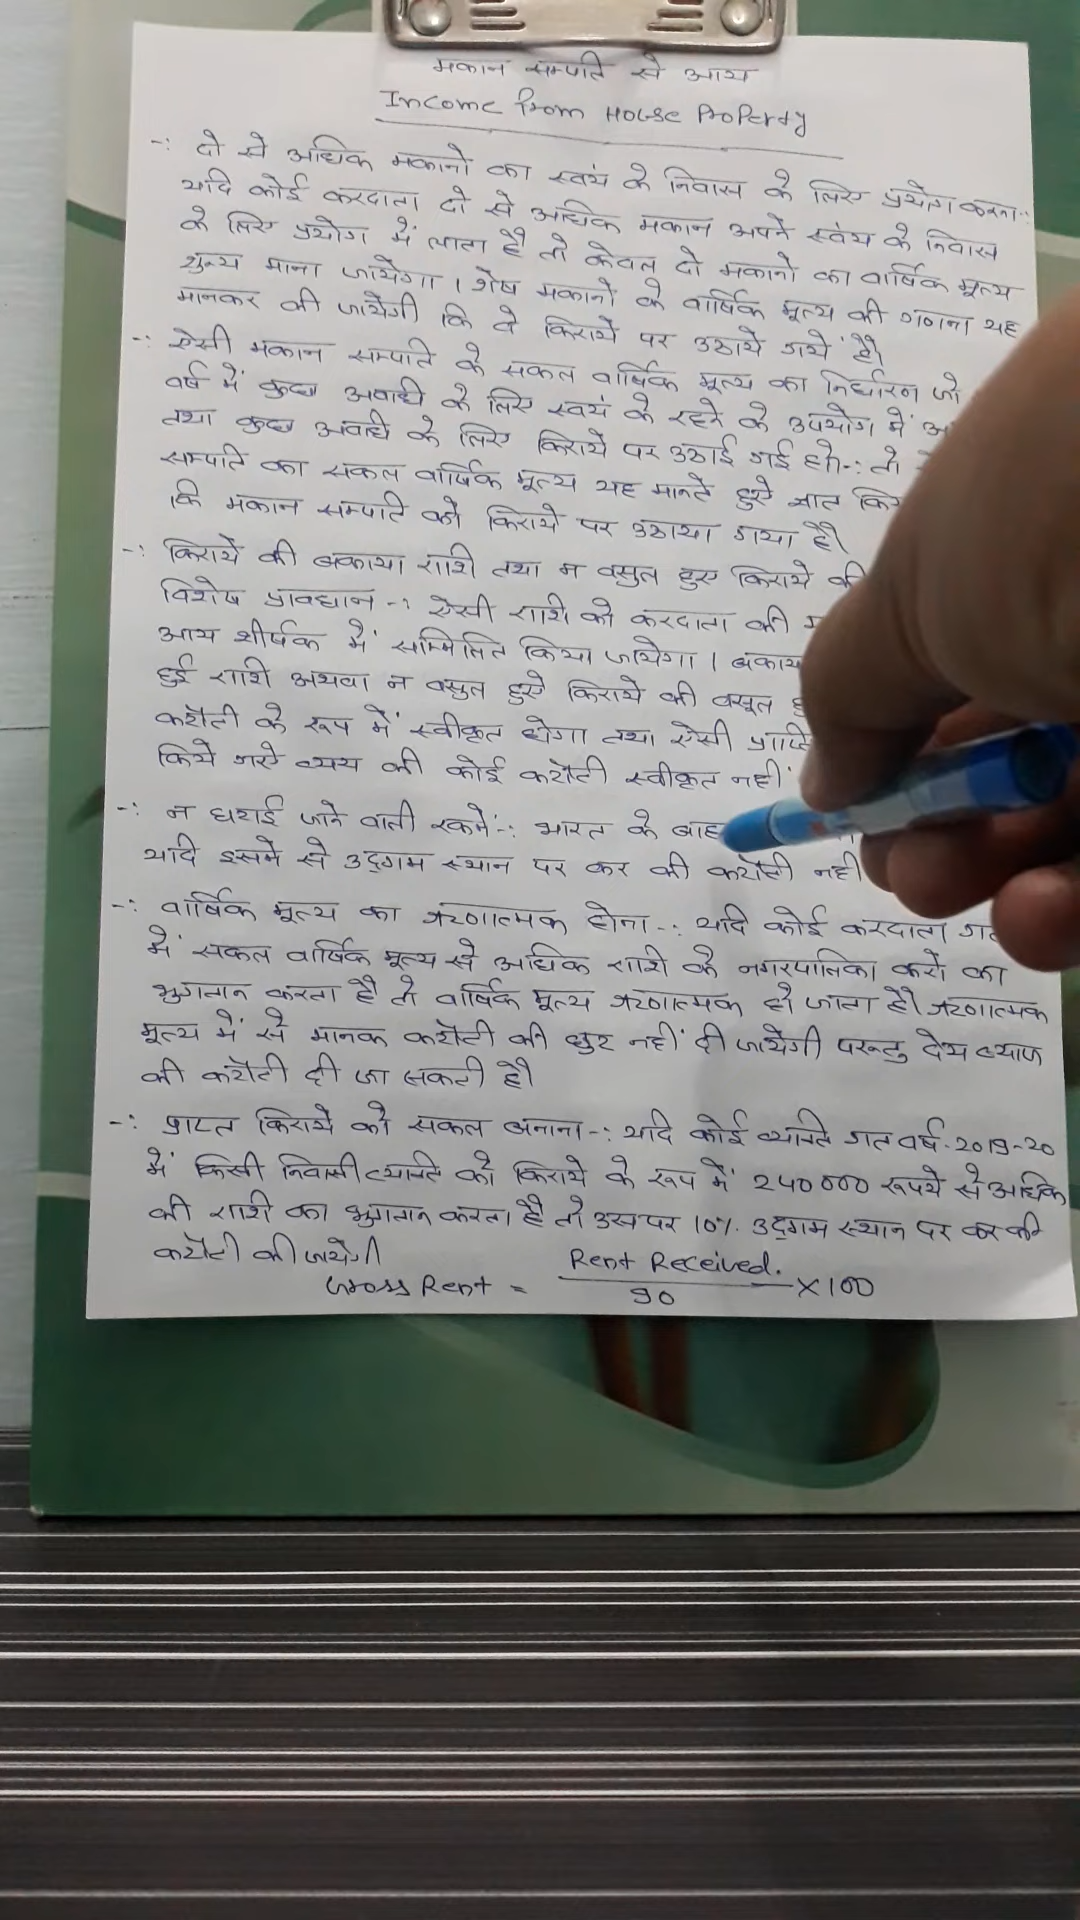 मकान सम्पति से आय
Income from House Property
-: दो से अधिक मकानो का स्वयं के निवास के लिए प्रयोग करना-:
यदि कोई करदाता दो से अधिक मकान अपने स्वंय के निवास
के लिए प्रयोग में लाता है तो केवल दो मकानो का वार्षिक मूल्य
शुन्य माना जायेगा । शेष मकानो के वार्षिक मूल्य की गणना यह
मानकर की जायेगी कि वे किराये पर उठाये गये है।
-: ऐसी मकान सम्पति के सकल वार्षिक मूल्य का निर्धारन जो
वर्ष में कुछ अवधी के लिए स्वयं के रहने के उपयोग में
तथा कुछ अवधि के लिए किराये पर उठाई गई हो-: तो
सम्पति का सकल वार्षिक मूल्य यह मानते हुऐ ज्ञात
कि मकान सम्पति को किराये पर उठाया गया है।
-: किराये की बकाया राशी तथा न वसुल हुए किराये की
विशेष प्रावधान -: ऐसी राशि को करदाता की
आय शीर्षक में सम्मिलित किया जायेगा ।
हुई राशि अथवा न वसुल हुऐ किराये की वसूल
कटौती के रूप में स्वीकृत होगा तथा ऐसी
किये गऐ व्यय की कोई कटौती स्वीकृत नहीं
-: न घटाई जाने वाली रकमें-: भारत के
यदि इसमे से उद्गम स्थान पर कर की कटौती नही
-: वार्षिक मूल्य का ऋणात्मक होना-: यदि कोई करदाता
में सकल वार्षिक मूल्य से अधिक राशी के नगरपालिका करो का
भुगतान करता है तो वार्षिक मूल्य ऋणात्मक हो जाता है। ऋणात्मक
मूल्य में से मानक कटौती की छुट नहीं दी जायेगी परन्तु देय ब्याज
की कटौती दी जा सकती है।
-: प्राप्त किराये को सकल बनाना-: यदि कोई व्यक्ति गत वर्ष 2019-20
में किसी निवासी व्यक्ति को किराये के रूप में 240000 रूपये से अधिक
की राशी का भुगतान करता है तो उस पर 10%. उद्गम स्थान पर कर की
कटौती की जायेगी
Gross Rent = Rent Received. / 90 × 100